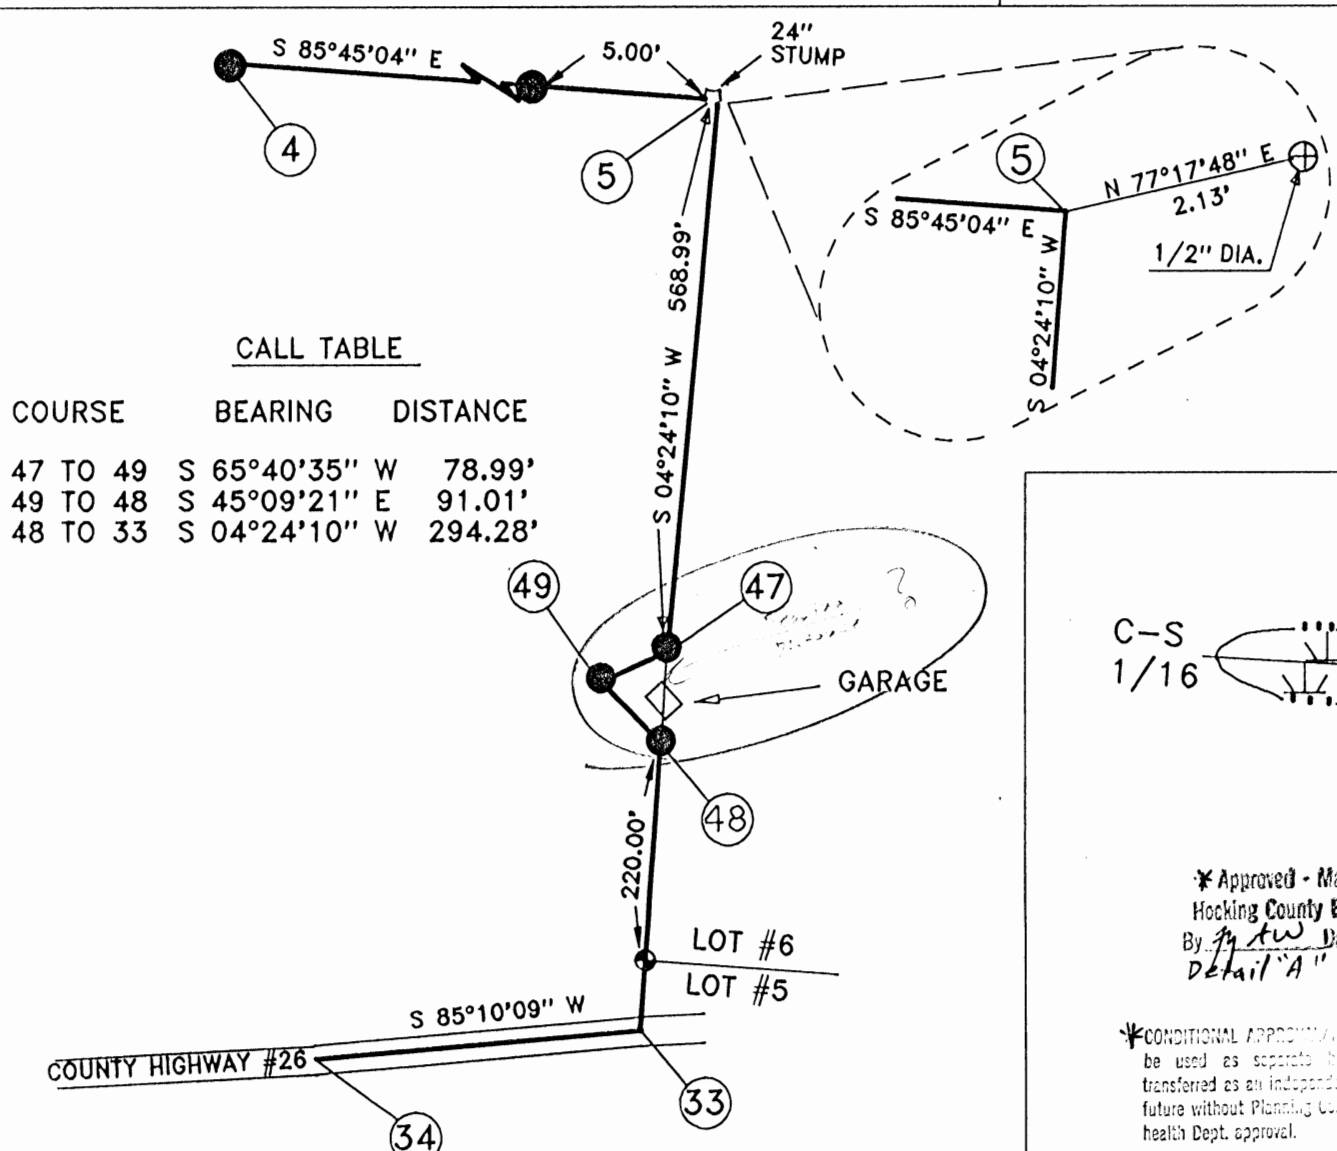 S 85°45'04" E
5.00'
24"
STUMP
4
5
5
N 77°17'48" E
2.13'
S 85°45'04" E
1/2" DIA.
S 04°24'10" W
S 04°24'10" W 568.99'
CALL TABLE
COURSE BEARING DISTANCE
47 TO 49 S 65°40'35" W 78.99'
49 TO 48 S 45°09'21" E 91.01'
48 TO 33 S 04°24'10" W 294.28'
49
47
?
GARAGE
C-S
1/16
48
220.00'
LOT #6
LOT #5
S 85°10'09" W
COUNTY HIGHWAY #26
33
34
* Approved - Ma
Hocking County E
By
Detail "A"
* CONDITIONAL
be used as separate
transferred as an
future without Planning
health Dept. approval.